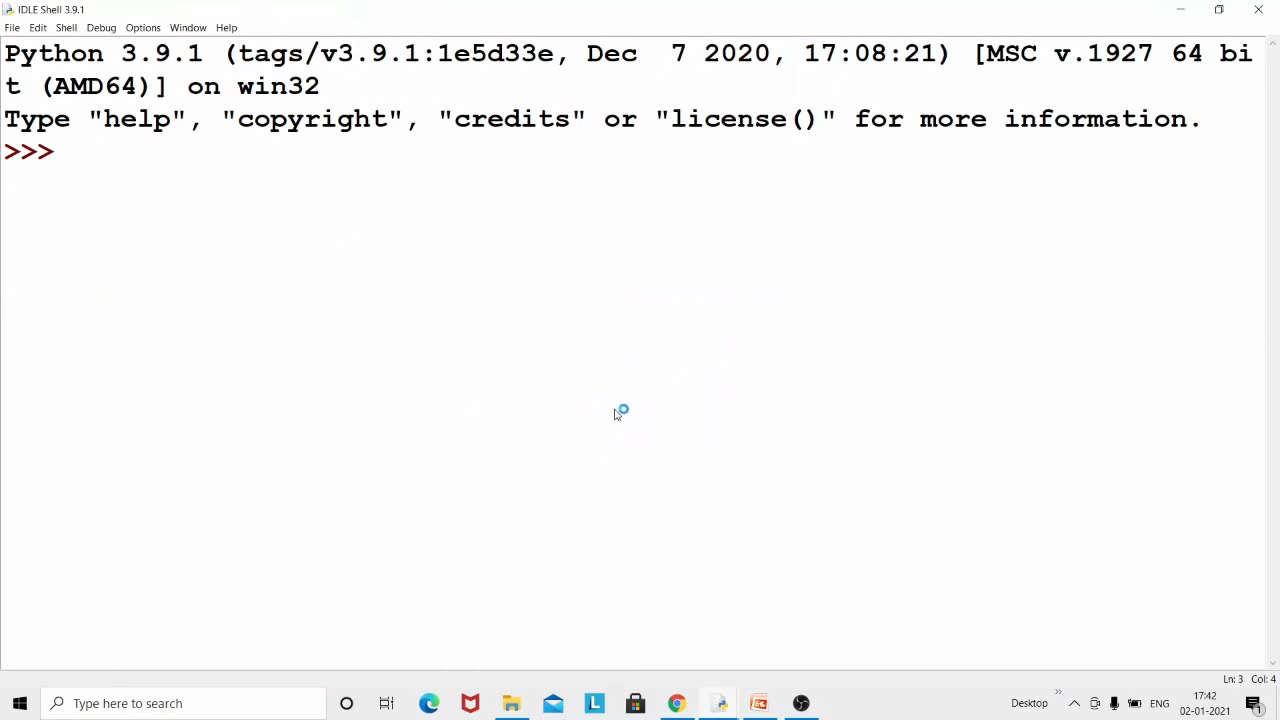 IDLE Shell 3.9.1
File Edit Shell Debug Options Window Help
Python 3.9.1 (tags/v3.9.1:1e5d33e, Dec  7 2020, 17:08:21) [MSC v.1927 64 bi
t (AMD64)] on win32
Type "help", "copyright", "credits" or "license()" for more information.
>>>
Ln: 3 Col: 4
Type here to search
Desktop
ENG
17:42
02-01-2021